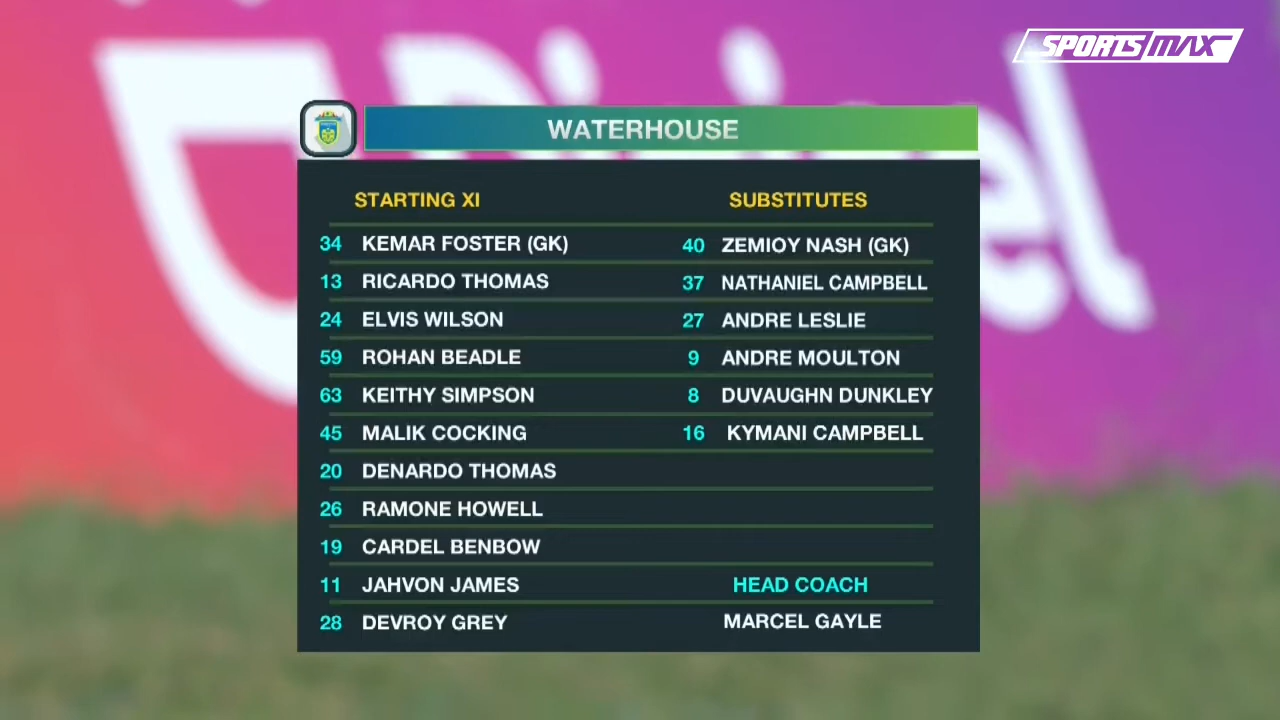 SPORTSMAX
WATERHOUSE
STARTING XI
34 KEMAR FOSTER (GK)
13 RICARDO THOMAS
24 ELVIS WILSON
59 ROHAN BEADLE
63 KEITHY SIMPSON
45 MALIK COCKING
20 DENARDO THOMAS
26 RAMONE HOWELL
19 CARDEL BENBOW
11 JAHVON JAMES
28 DEVROY GREY
SUBSTITUTES
40 ZEMIOY NASH (GK)
37 NATHANIEL CAMPBELL
27 ANDRE LESLIE
9 ANDRE MOULTON
8 DUVAUGHN DUNKLEY
16 KYMANI CAMPBELL
HEAD COACH
MARCEL GAYLE